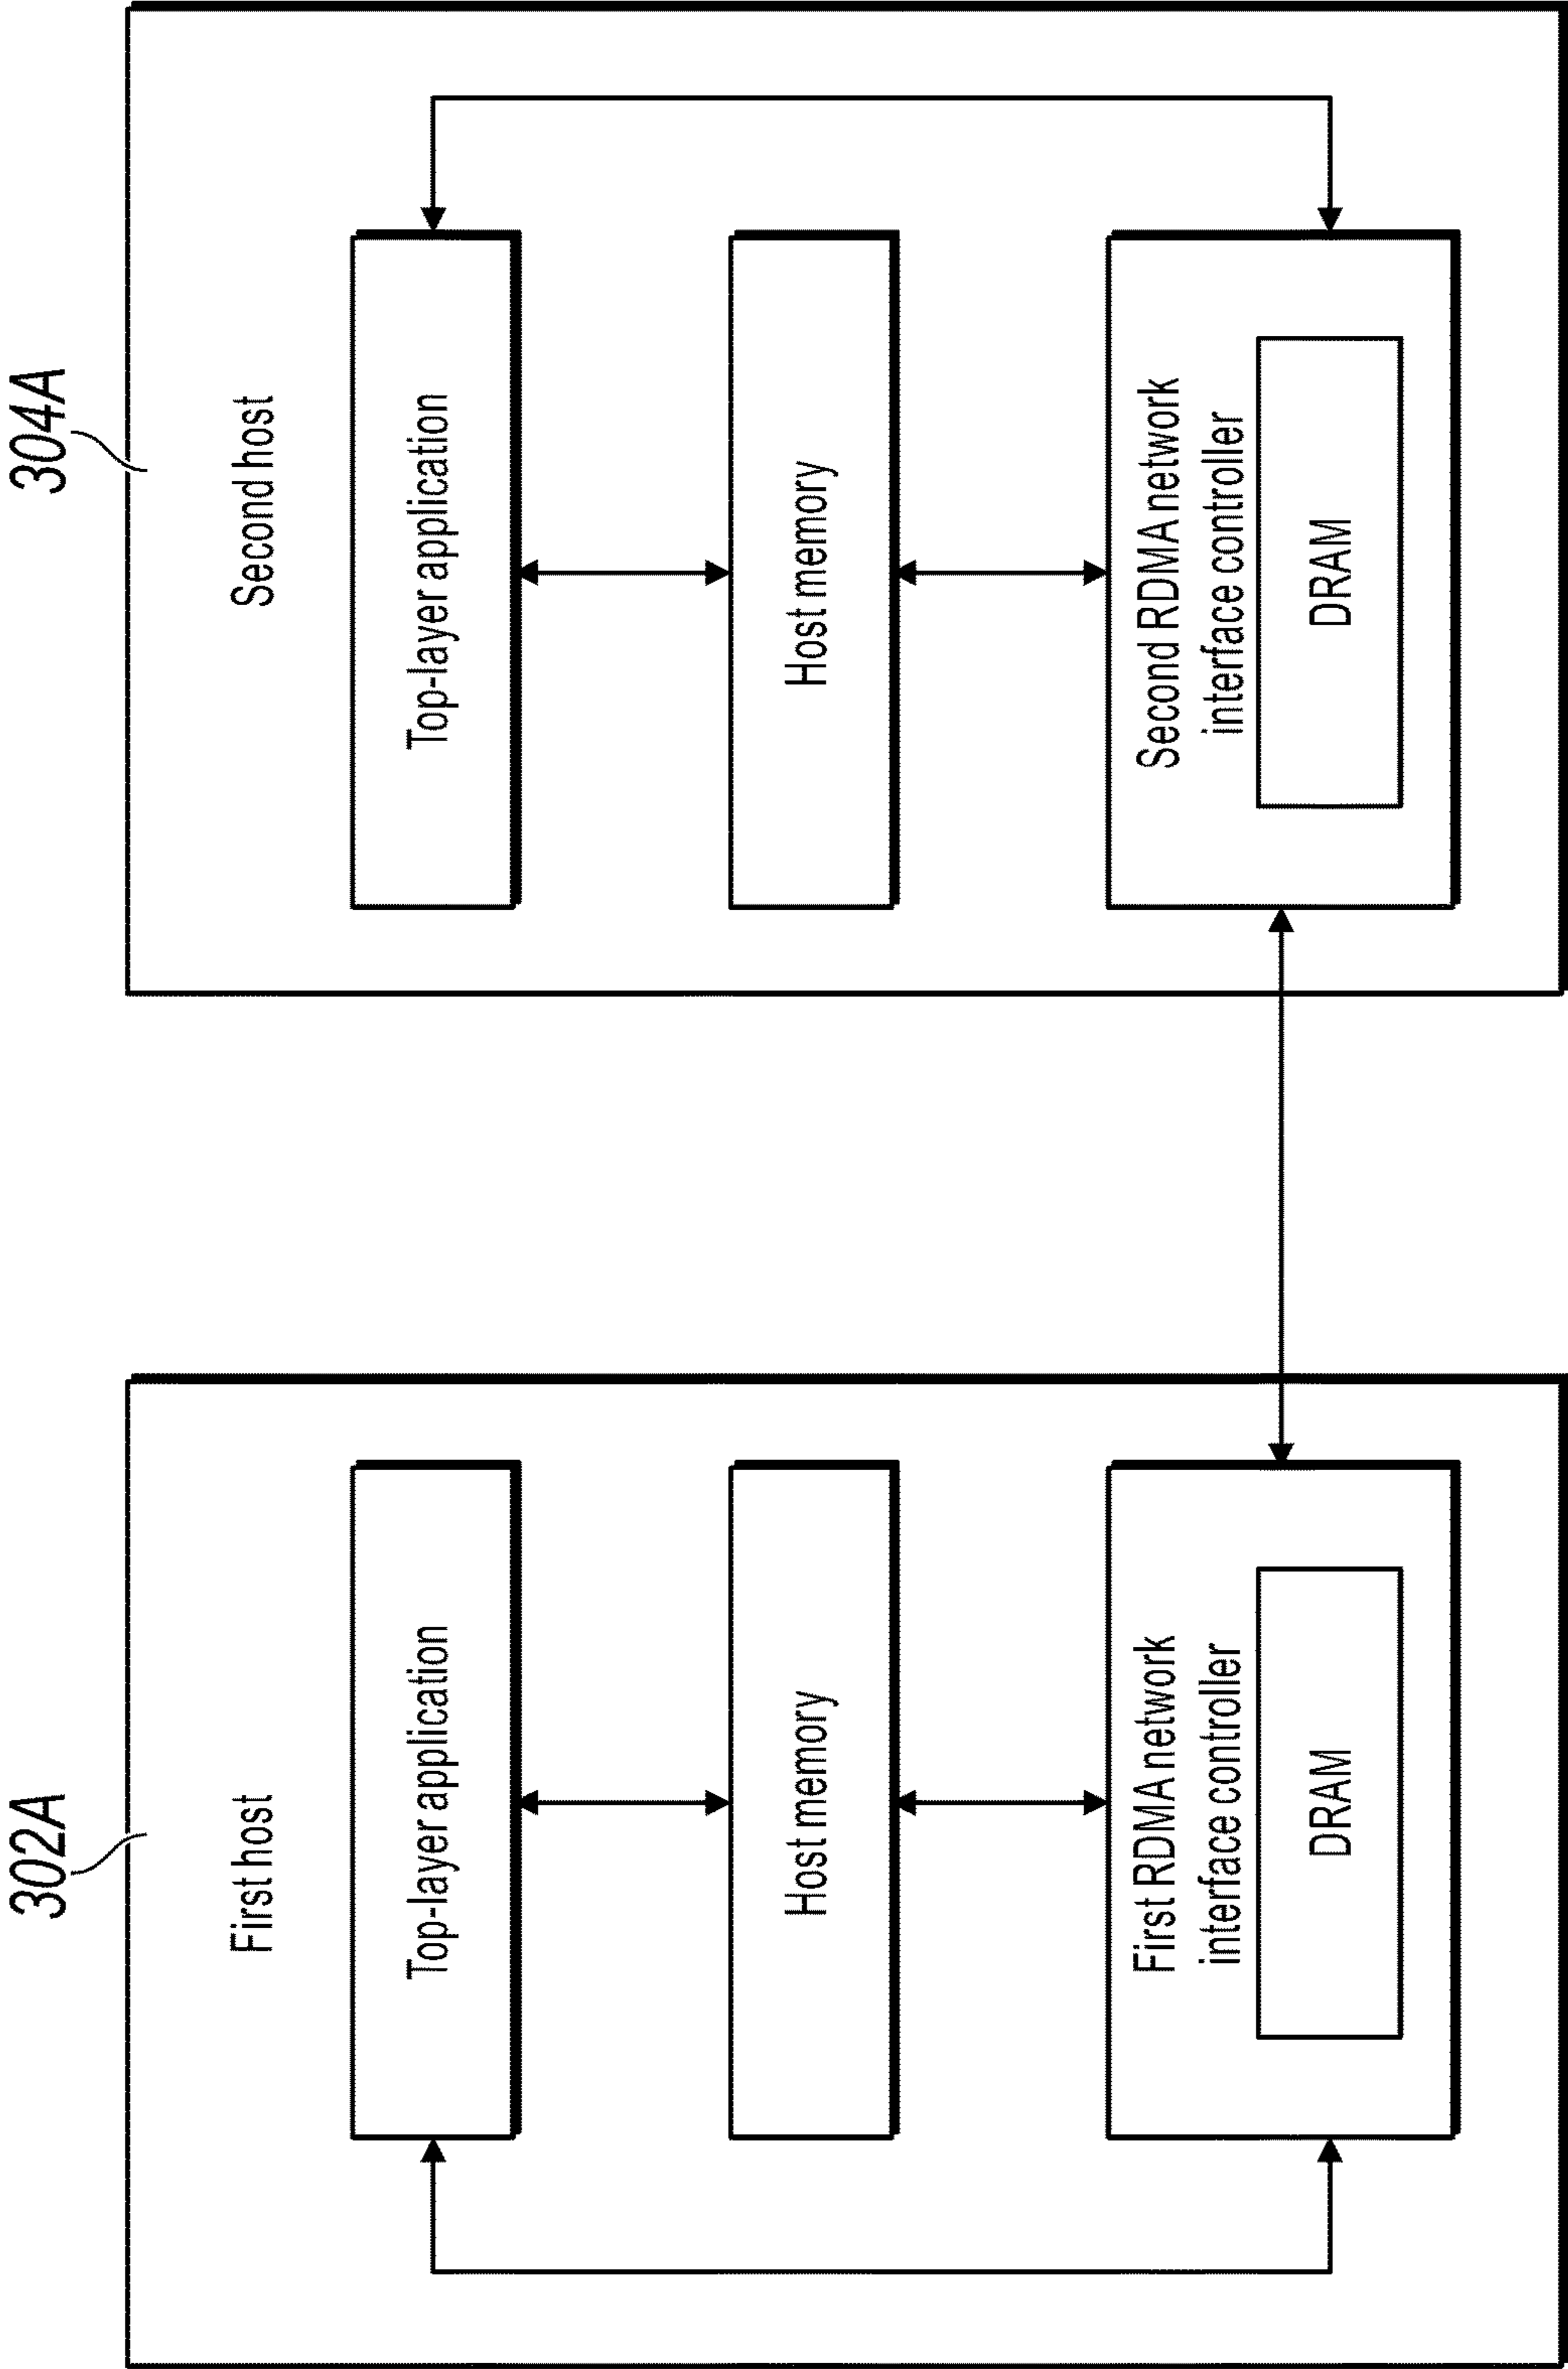 302A
First host
Top-layer application
Host memory
First RDMA network
interface controller
DRAM
304A
Second host
Top-layer application
Host memory
Second RDMA network
interface controller
DRAM